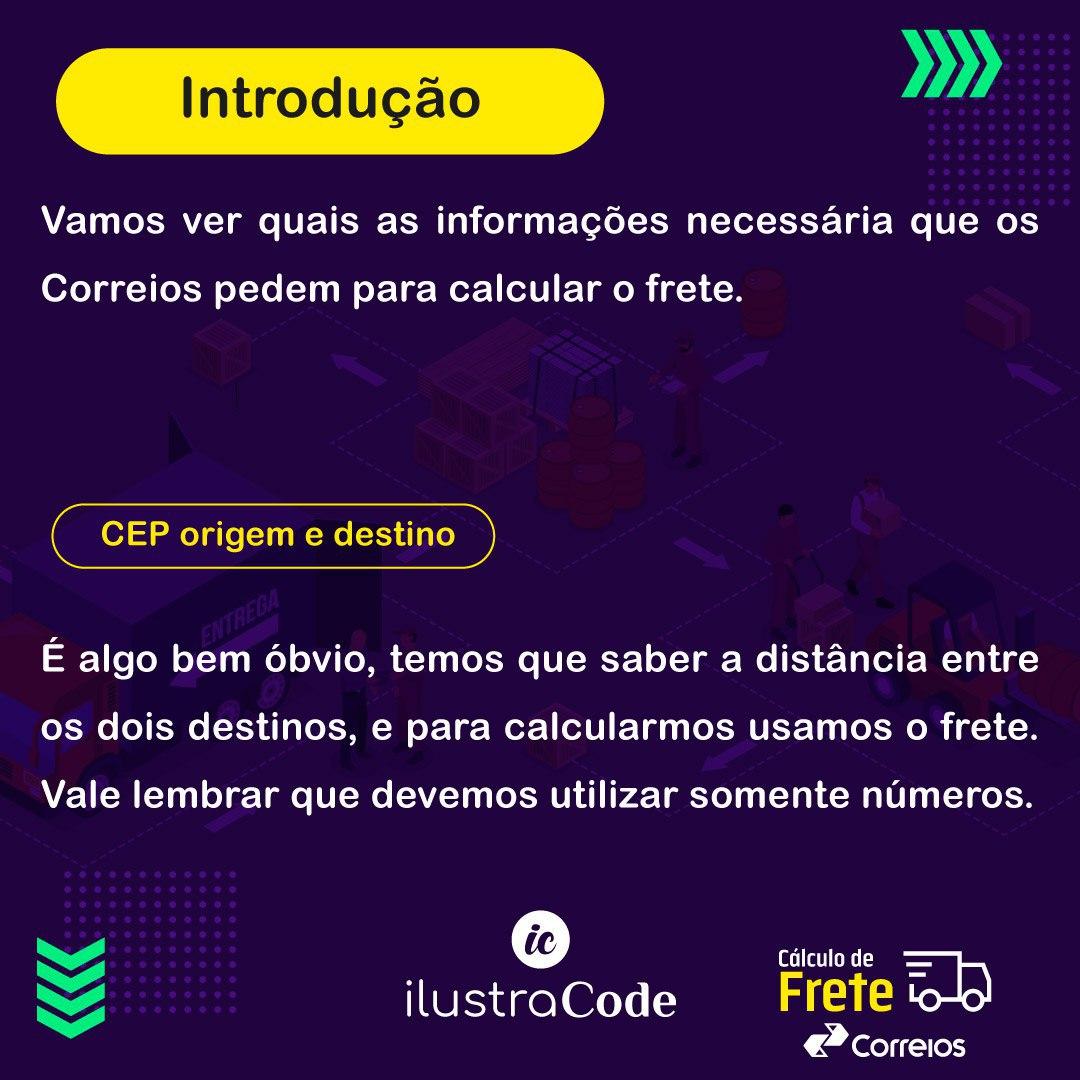 Introdução
Vamos ver quais as informações necessária que os
Correios pedem para calcular o frete.
CEP origem e destino
ENTREGA
É algo bem óbvio, temos que saber a distância entre
os dois destinos, e para calcularmos usamos o frete.
Vale lembrar que devemos utilizar somente números.
ic
ilustraCode
Cálculo de
Frete
Correios